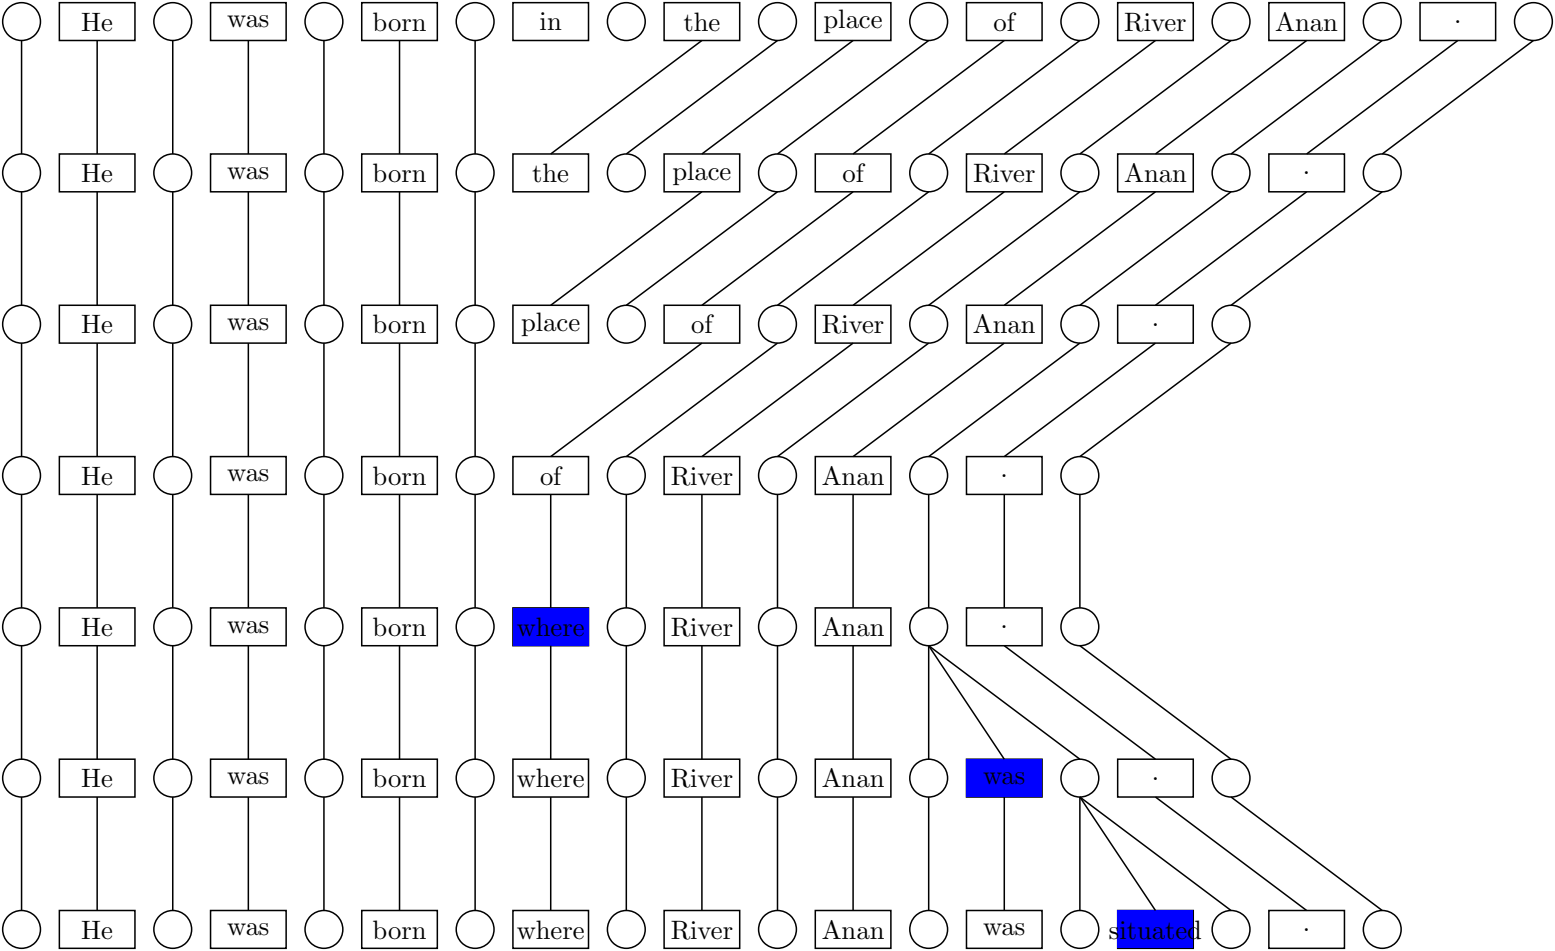 He was born in the place of River Anan .
He was born the place of River Anan .
He was born place of River Anan .
He was born of River Anan .
He was born where River Anan .
He was born where River Anan was .
He was born where River Anan was situated .